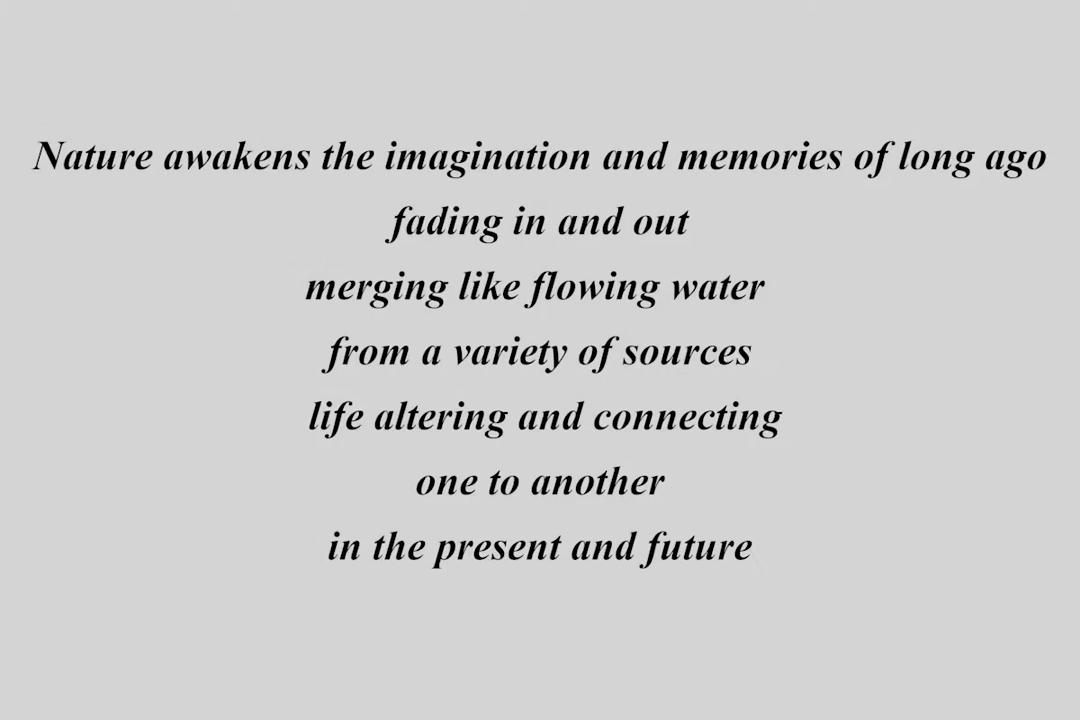 Nature awakens the imagination and memories of long ago
fading in and out
merging like flowing water
from a variety of sources
life altering and connecting
one to another
in the present and future